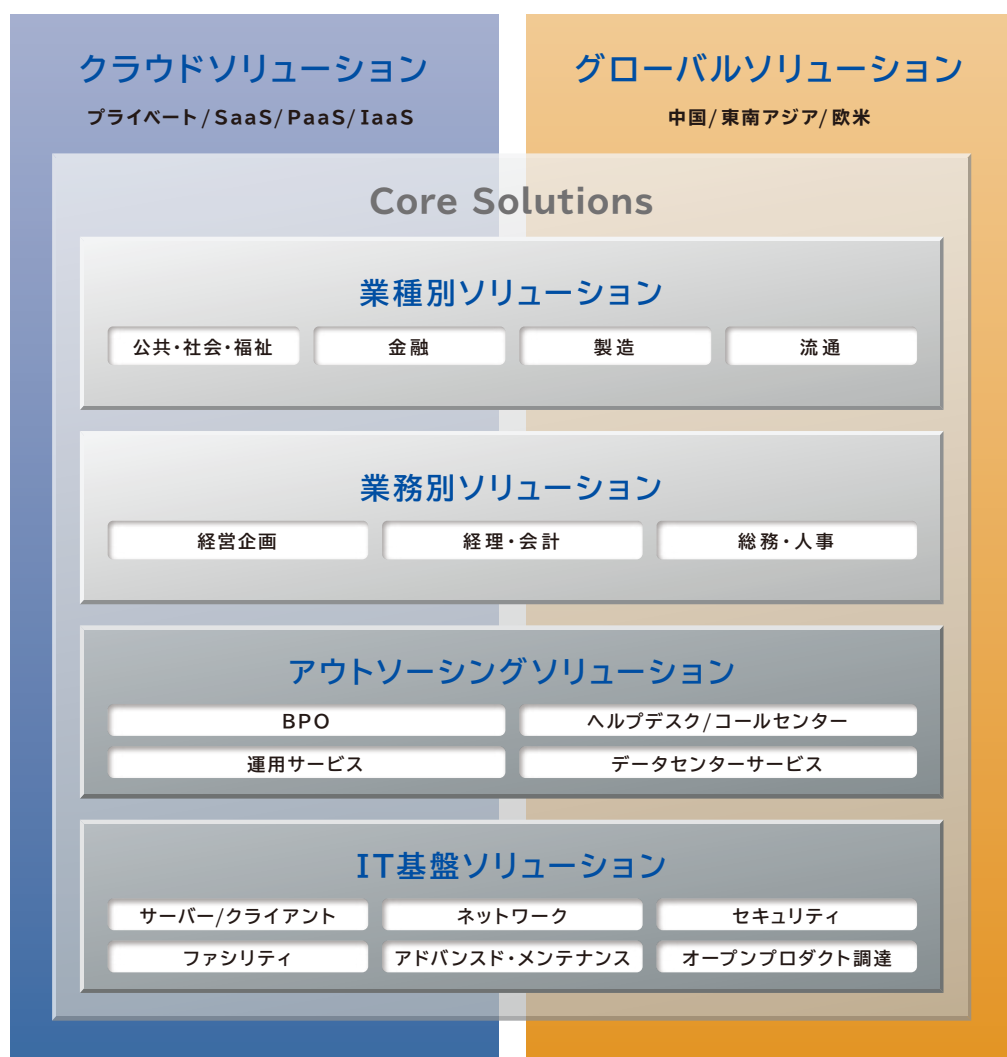 クラウドソリューション
プライベート/SaaS/PaaS/IaaS
グローバルソリューション
中国/東南アジア/欧米
Core Solutions
業種別ソリューション
公共・社会・福祉
金融
製造
流通
業務別ソリューション
経営企画
経理・会計
総務・人事
アウトソーシングソリューション
BPO
ヘルプデスク/コールセンター
運用サービス
データセンターサービス
IT基盤ソリューション
サーバー/クライアント
ネットワーク
セキュリティ
ファシリティ
アドバンスド・メンテナンス
オープンプロダクト調達